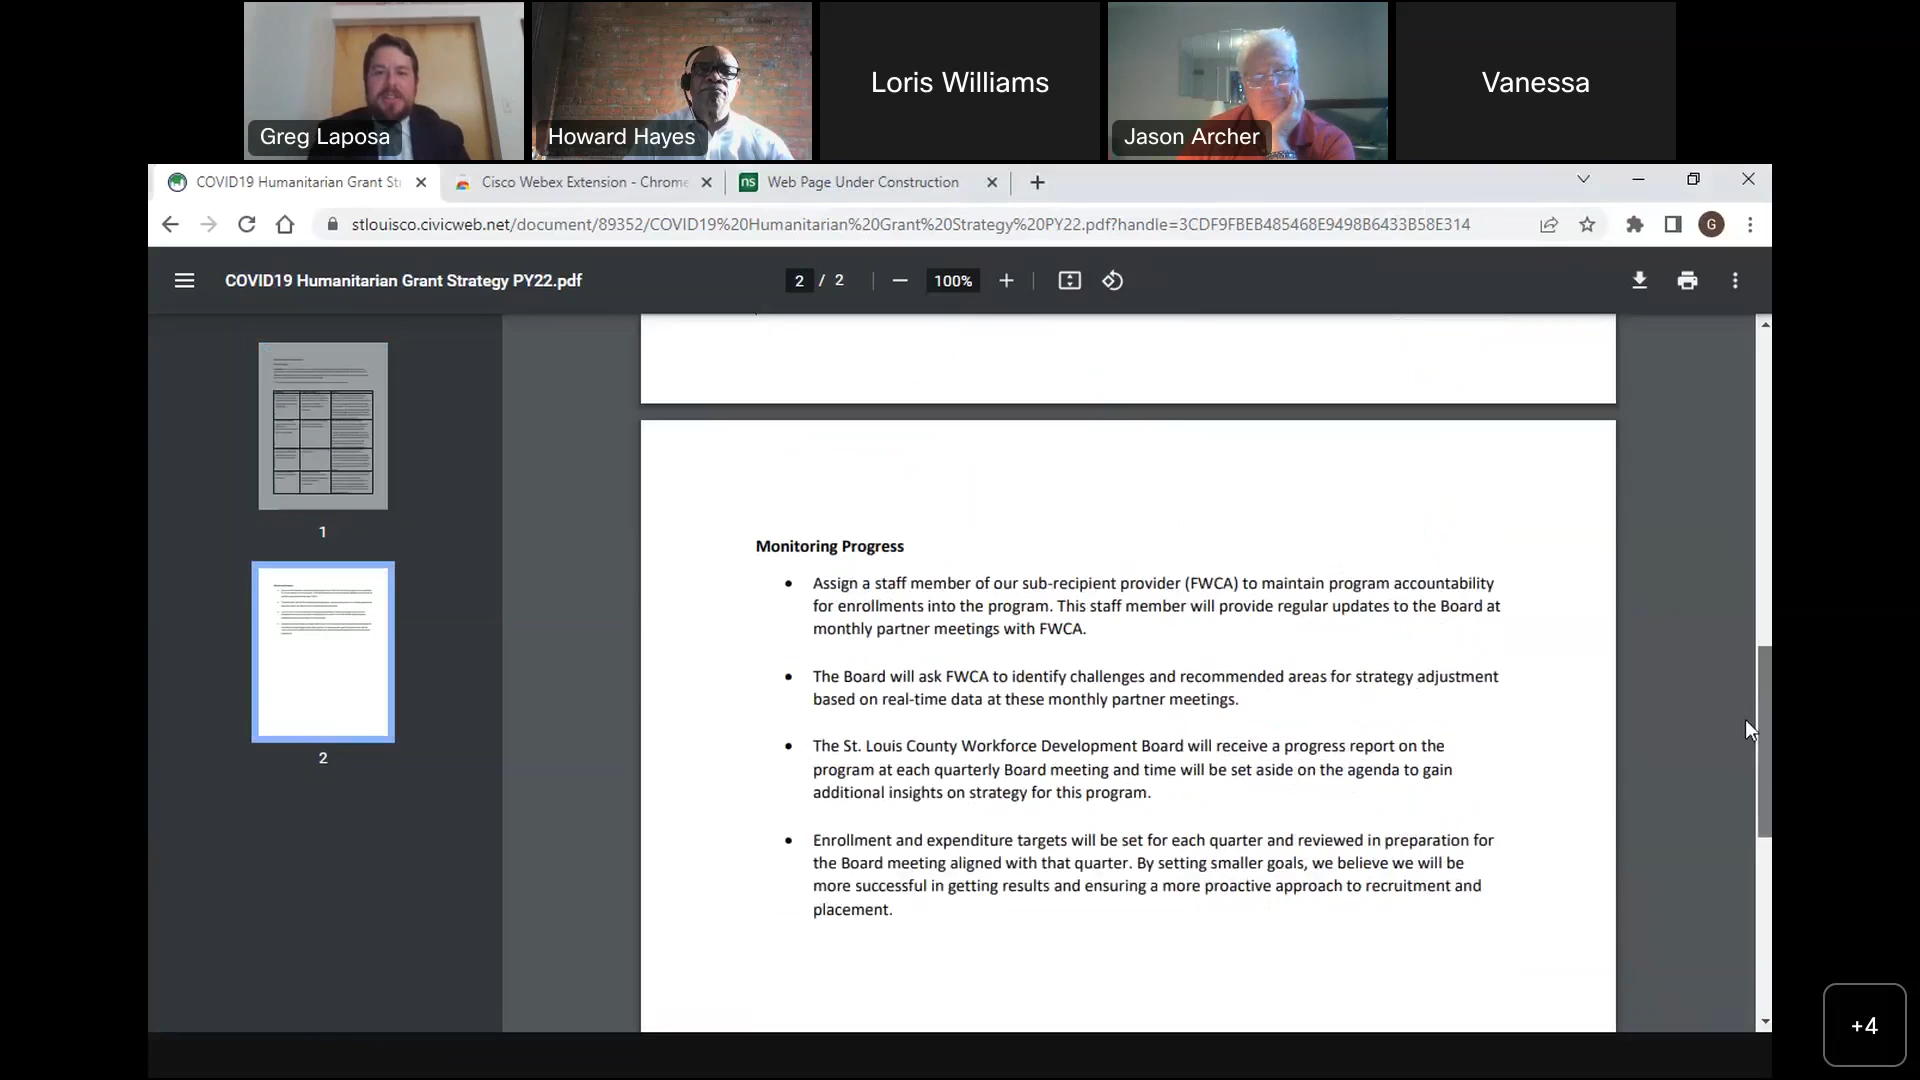 Loris Williams
Vanessa
Greg Laposa
Howard Hayes
Jason Archer
COVID19 Humanitarian Grant St
Cisco Webex Extension - Chrome
ns
Web Page Under Construction
stlouisco.civicweb.net/document/89352/COVID19%20Humanitarian%20Grant%20Strategy%20PY22.pdf?handle=3CDF9FBEB485468E9498B6433B58E314
G
COVID19 Humanitarian Grant Strategy PY22.pdf
2 / 2
100%
1
2
Monitoring Progress
• Assign a staff member of our sub-recipient provider (FWCA) to maintain program accountability
for enrollments into the program. This staff member will provide regular updates to the Board at
monthly partner meetings with FWCA.
• The Board will ask FWCA to identify challenges and recommended areas for strategy adjustment
based on real-time data at these monthly partner meetings.
• The St. Louis County Workforce Development Board will receive a progress report on the
program at each quarterly Board meeting and time will be set aside on the agenda to gain
additional insights on strategy for this program.
• Enrollment and expenditure targets will be set for each quarter and reviewed in preparation for
the Board meeting aligned with that quarter. By setting smaller goals, we believe we will be
more successful in getting results and ensuring a more proactive approach to recruitment and
placement.
+4